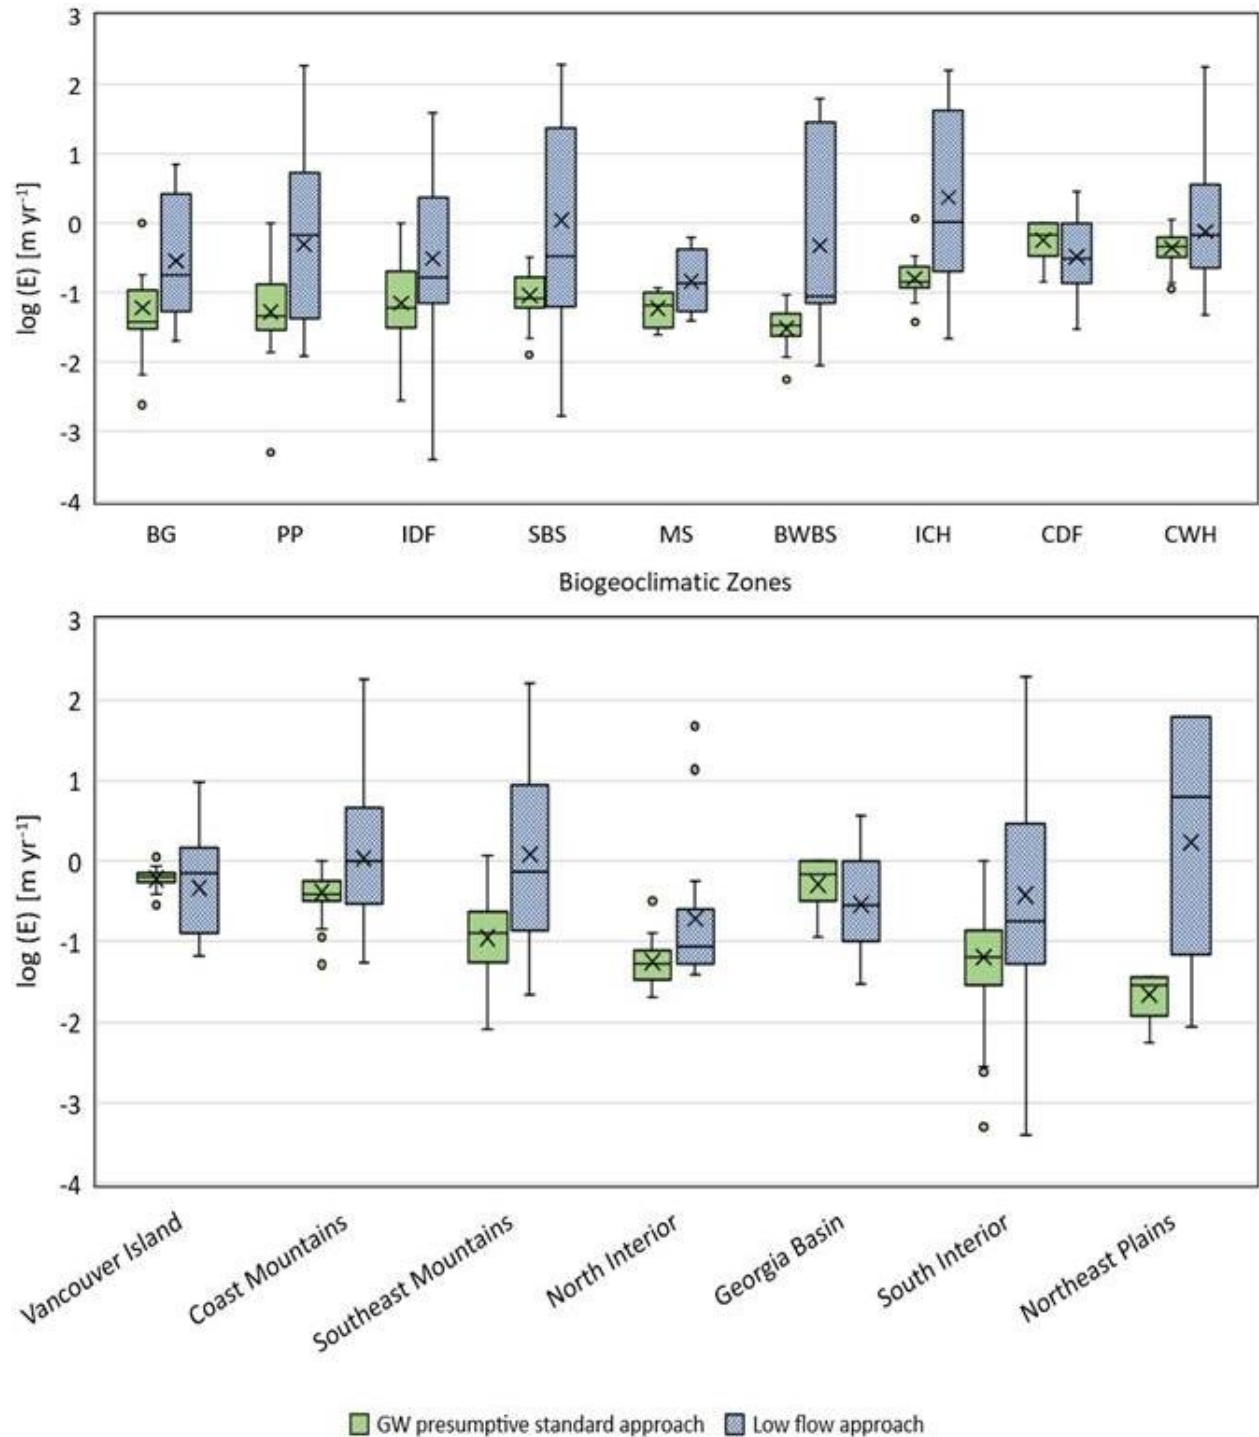 3
2
1
0
-1
-2
-3
-4
log (E) [m yr⁻¹]
BG PP IDF SBS MS BWBS ICH CDF CWH
Biogeoclimatic Zones
3
2
1
0
-1
-2
-3
-4
log (E) [m yr⁻¹]
Vancouver Island
Coast Mountains
Southeast Mountains
North Interior
Georgia Basin
South Interior
Northeast Plains
GW presumptive standard approach Low flow approach